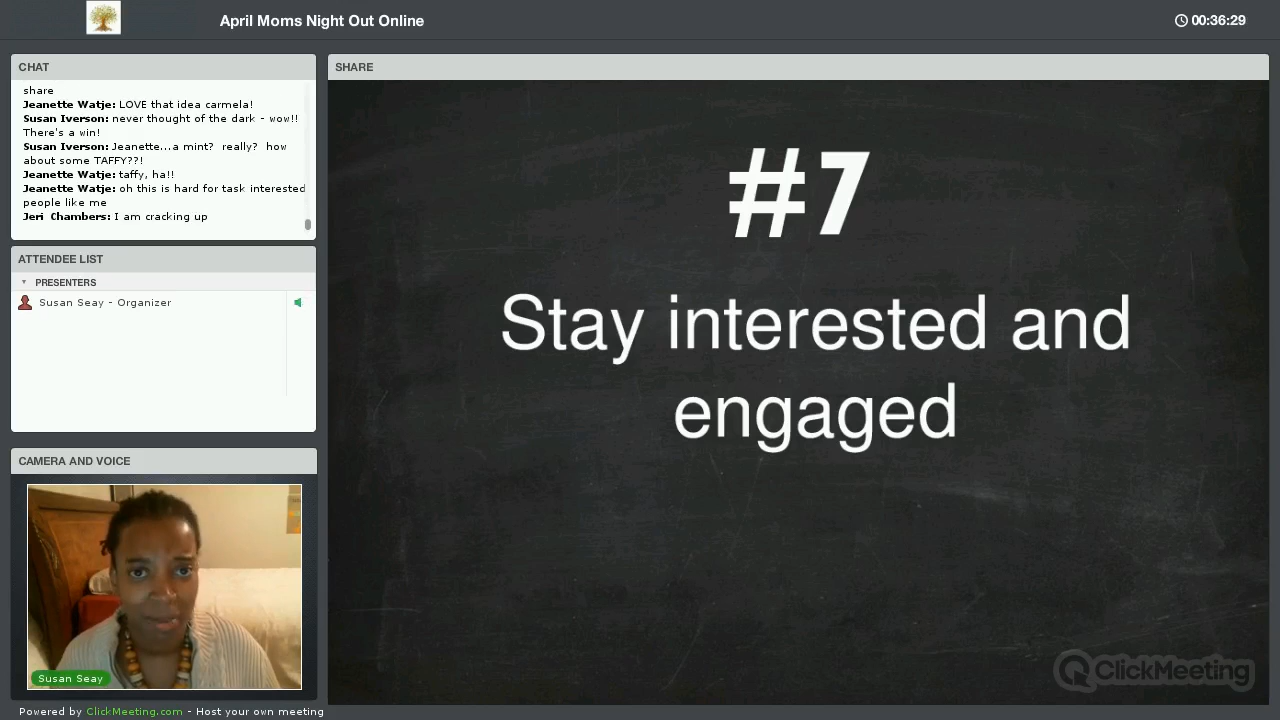 April Moms Night Out Online
00:36:29
CHAT
share
Jeanette Watje: LOVE that idea carmela!
Susan Iverson: never thought of the dark - wow!!
There's a win!
Susan Iverson: Jeanette...a mint? really? how
about some TAFFY??!
Jeanette Watje: taffy, ha!!
Jeanette Watje: oh this is hard for task interested
people like me
Jeri Chambers: I am cracking up
ATTENDEE LIST
PRESENTERS
Susan Seay - Organizer
CAMERA AND VOICE
Susan Seay
Powered by ClickMeeting.com - Host your own meeting
SHARE
#7
Stay interested and
engaged
ClickMeeting